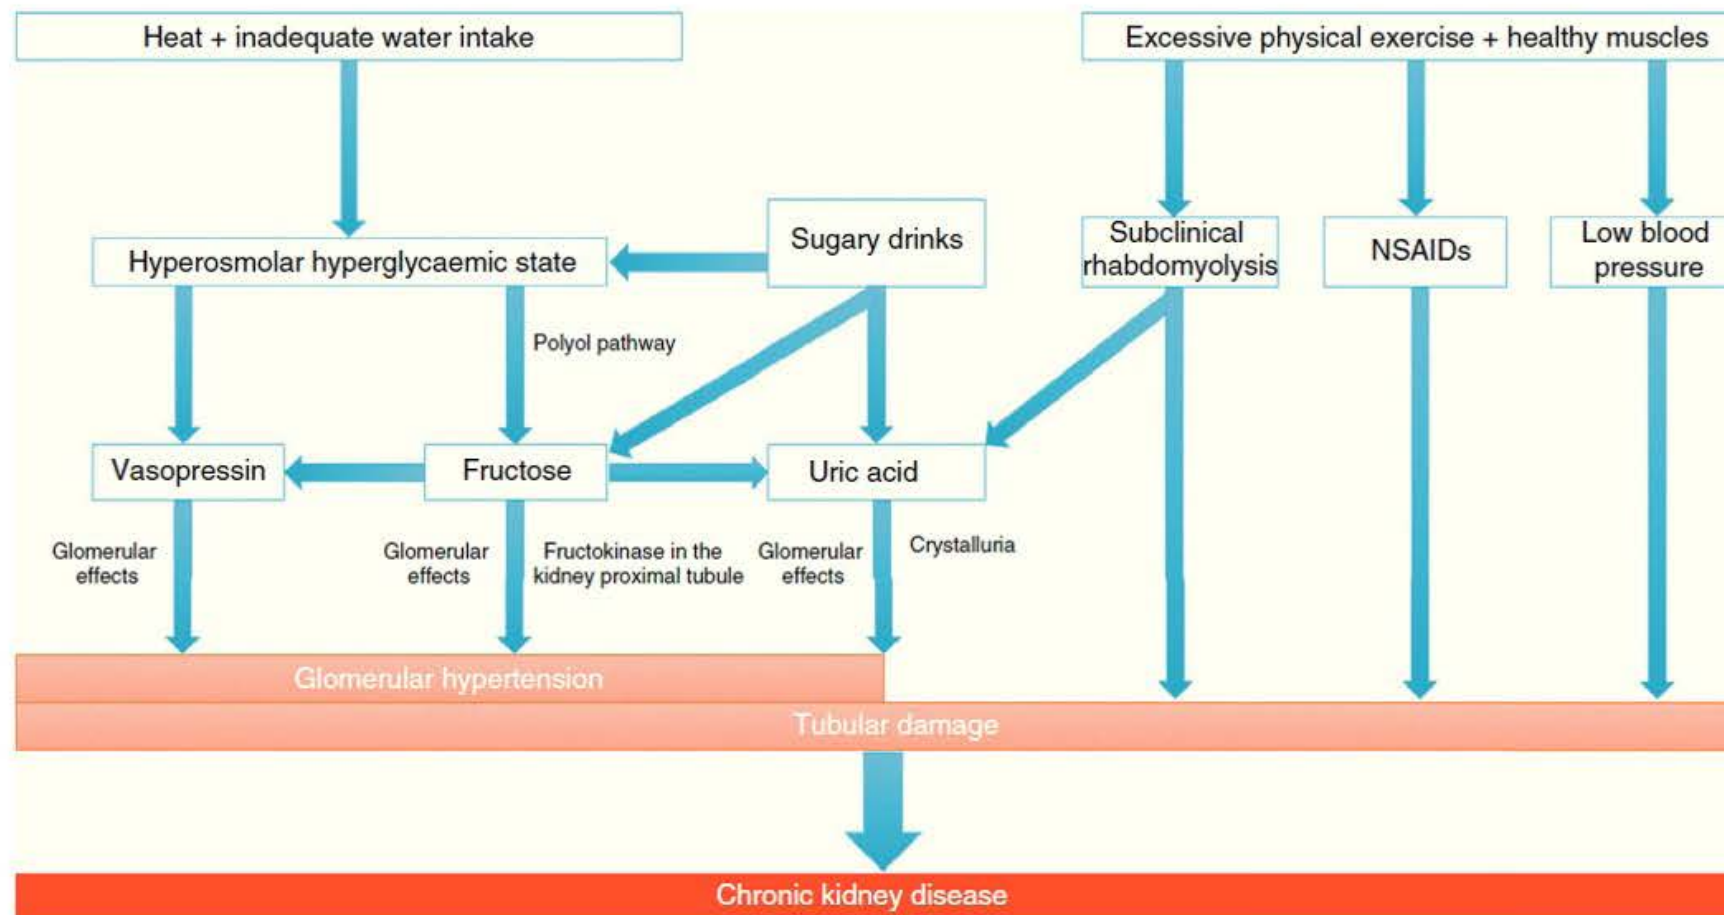 Heat + inadequate water intake
Excessive physical exercise + healthy muscles
Sugary drinks
Subclinical
rhabdomyolysis
NSAIDs
Low blood
pressure
Hyperosmolar hyperglycaemic state
Polyol pathway
Vasopressin
Fructose
Uric acid
Glomerular
effects
Glomerular
effects
Fructokinase in the
kidney proximal tubule
Glomerular
effects
Crystalluria
Glomerular hypertension
Tubular damage
Chronic kidney disease